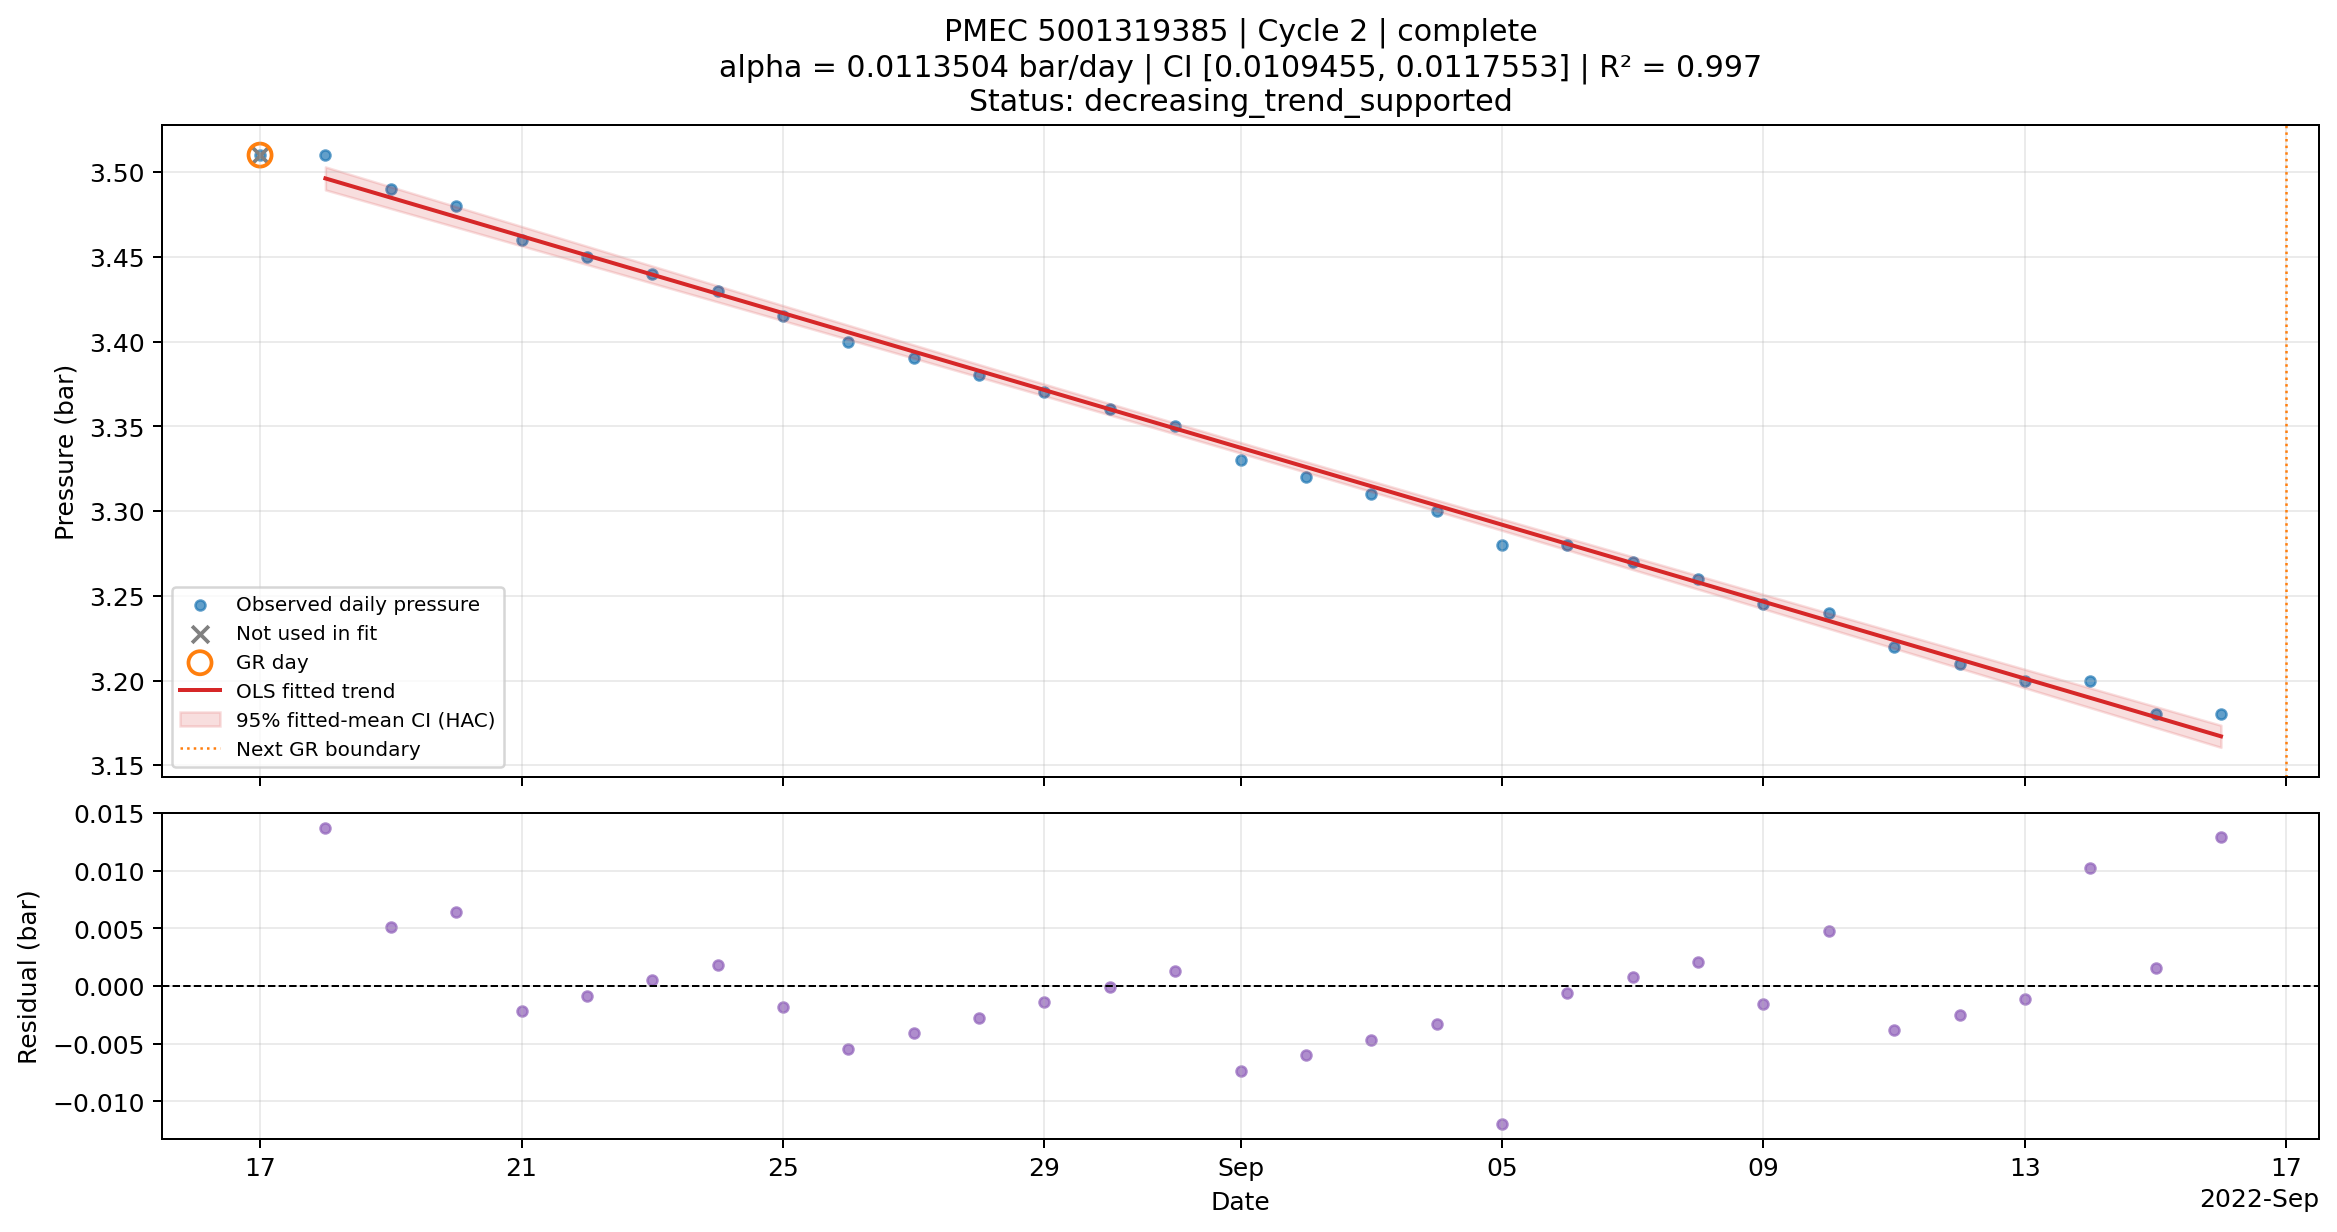 PMEC 5001319385 | Cycle 2 | complete
alpha = 0.0113504 bar/day | CI [0.0109455, 0.0117553] | R² = 0.997
Status: decreasing_trend_supported
Pressure (bar)
3.50
3.45
3.40
3.35
3.30
3.25
3.20
3.15
Observed daily pressure
Not used in fit
GR day
OLS fitted trend
95% fitted-mean CI (HAC)
Next GR boundary
Residual (bar)
0.015
0.010
0.005
0.000
−0.005
−0.010
17 21 25 29 Sep 05 09 13 17
Date
2022-Sep